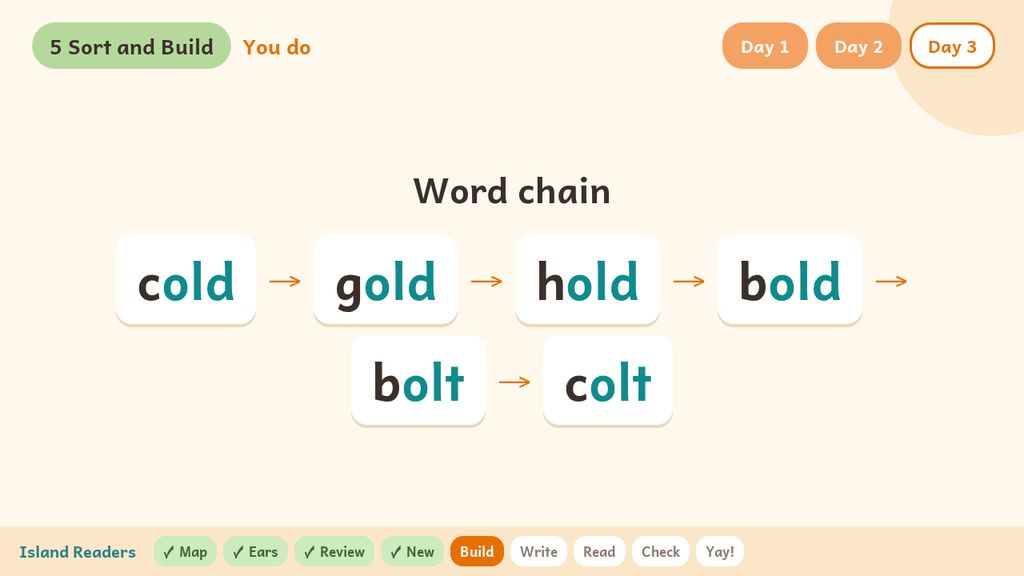 5 Sort and Build You do Day 1 Day 2 Day 3
Word chain
cold → gold → hold → bold →
bolt → colt
Island Readers ✓ Map ✓ Ears ✓ Review ✓ New Build Write Read Check Yay!